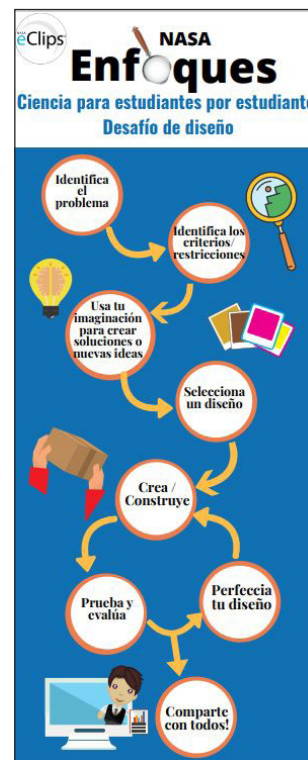 NASA
eClips
NASA
Enfoques
Ciencia para estudiantes por estudiante
Desafío de diseño
Identifica
el
problema
Identifica los
criterios/
restricciones
Usa tu
imaginación
para crear
soluciones o
nuevas ideas
Selecciona
un diseño
Crea /
Construye
Prueba y
evalúa
Perfeccia
tu diseño
Comparte
con todos!